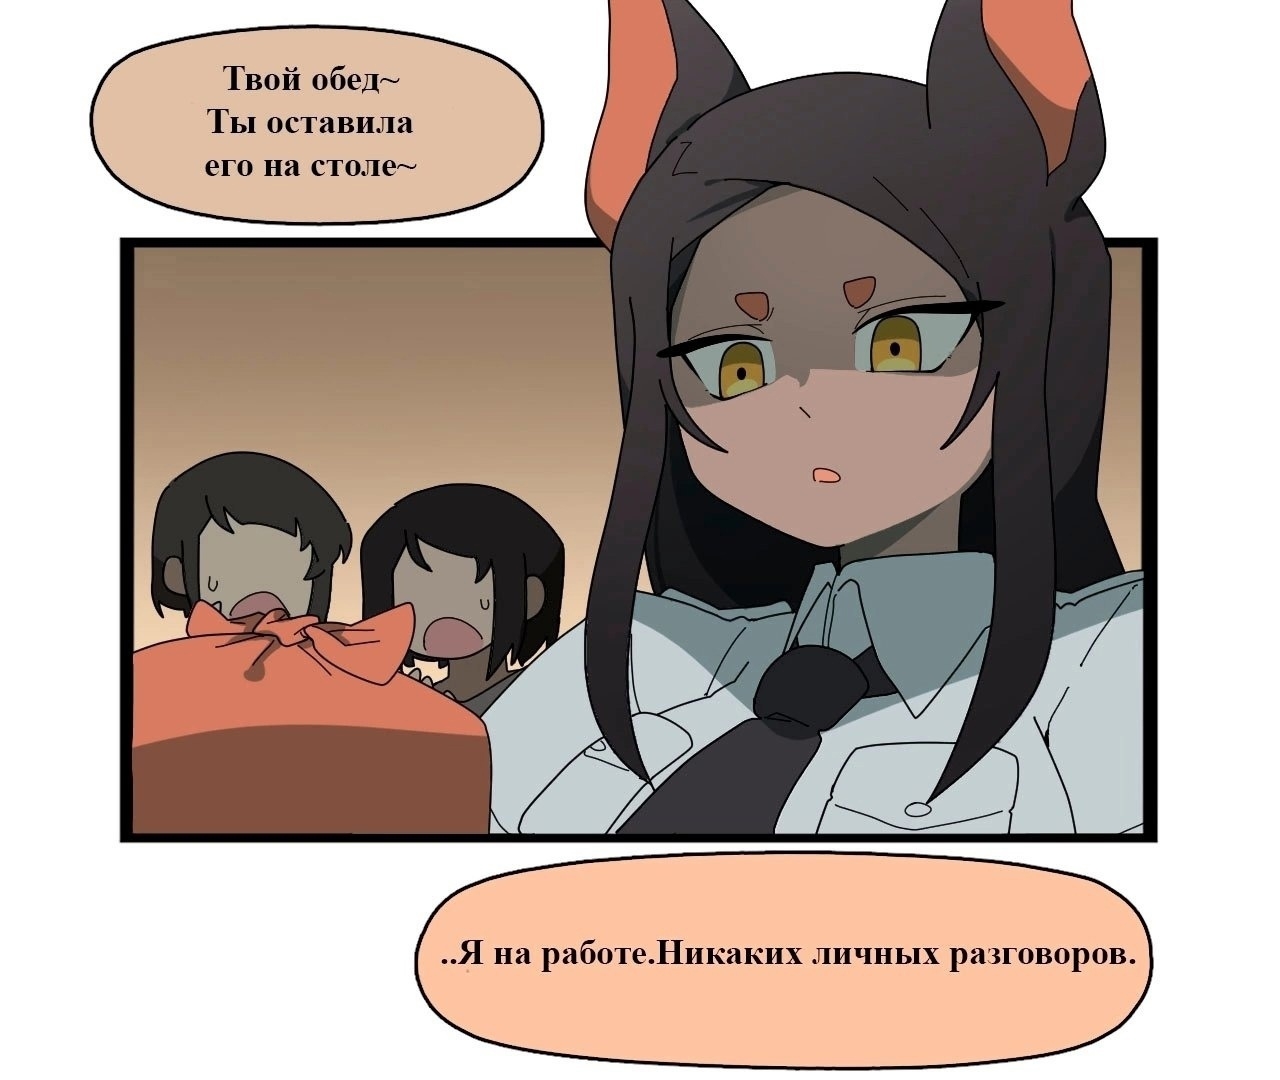 Твой обед~
Ты оставила
его на столе~
..Я на работе.Никаких личных разговоров.